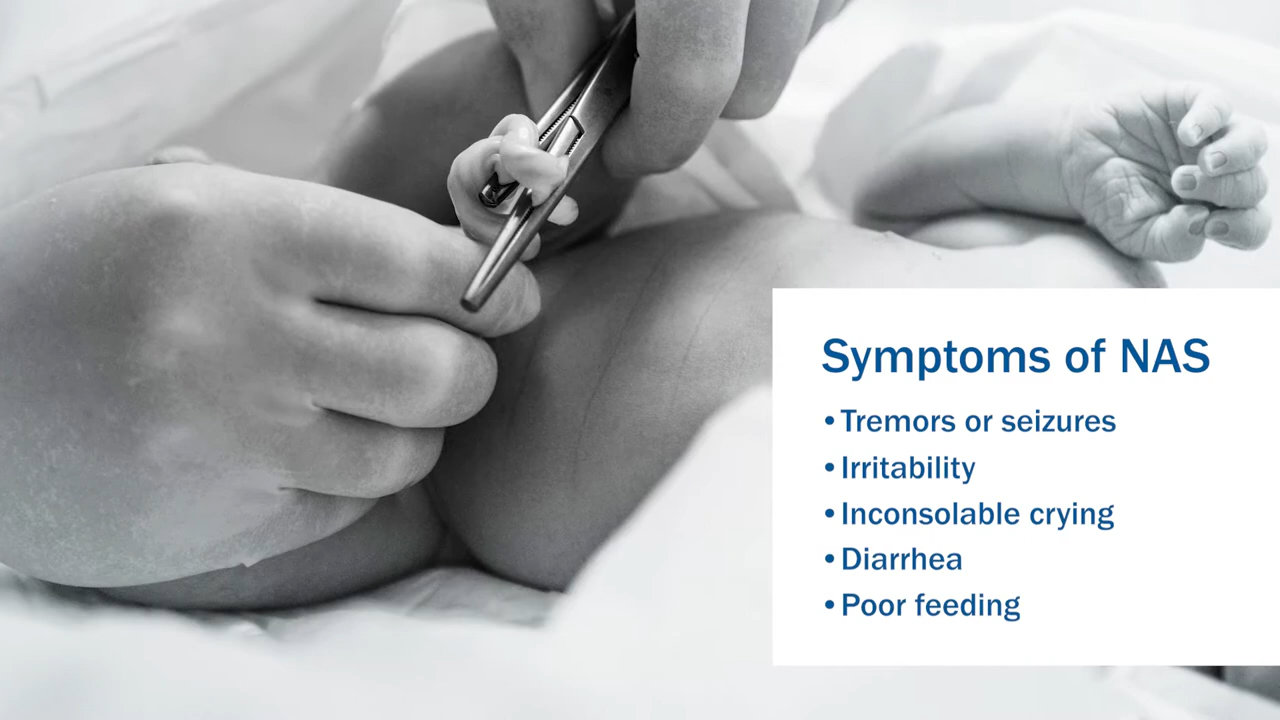 Symptoms of NAS
• Tremors or seizures
• Irritability
• Inconsolable crying
• Diarrhea
• Poor feeding